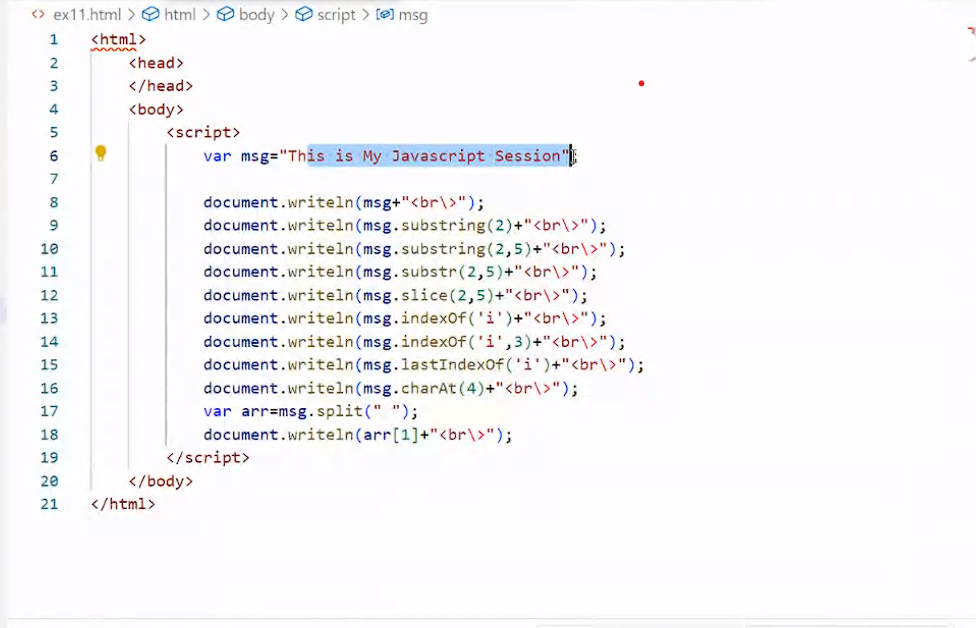 ex11.html > html > body > script > msg
1 <html>
2 <head>
3 </head>
4 <body>
5 <script>
6 var msg="This is My Javascript Session";
7
8 document.writeln(msg+"<br\>");
9 document.writeln(msg.substring(2)+"<br\>");
10 document.writeln(msg.substring(2,5)+"<br\>");
11 document.writeln(msg.substr(2,5)+"<br\>");
12 document.writeln(msg.slice(2,5)+"<br\>");
13 document.writeln(msg.indexOf('i')+"<br\>");
14 document.writeln(msg.indexOf('i',3)+"<br\>");
15 document.writeln(msg.lastIndexOf('i')+"<br\>");
16 document.writeln(msg.charAt(4)+"<br\>");
17 var arr=msg.split(" ");
18 document.writeln(arr[1]+"<br\>");
19 </script>
20 </body>
21 </html>